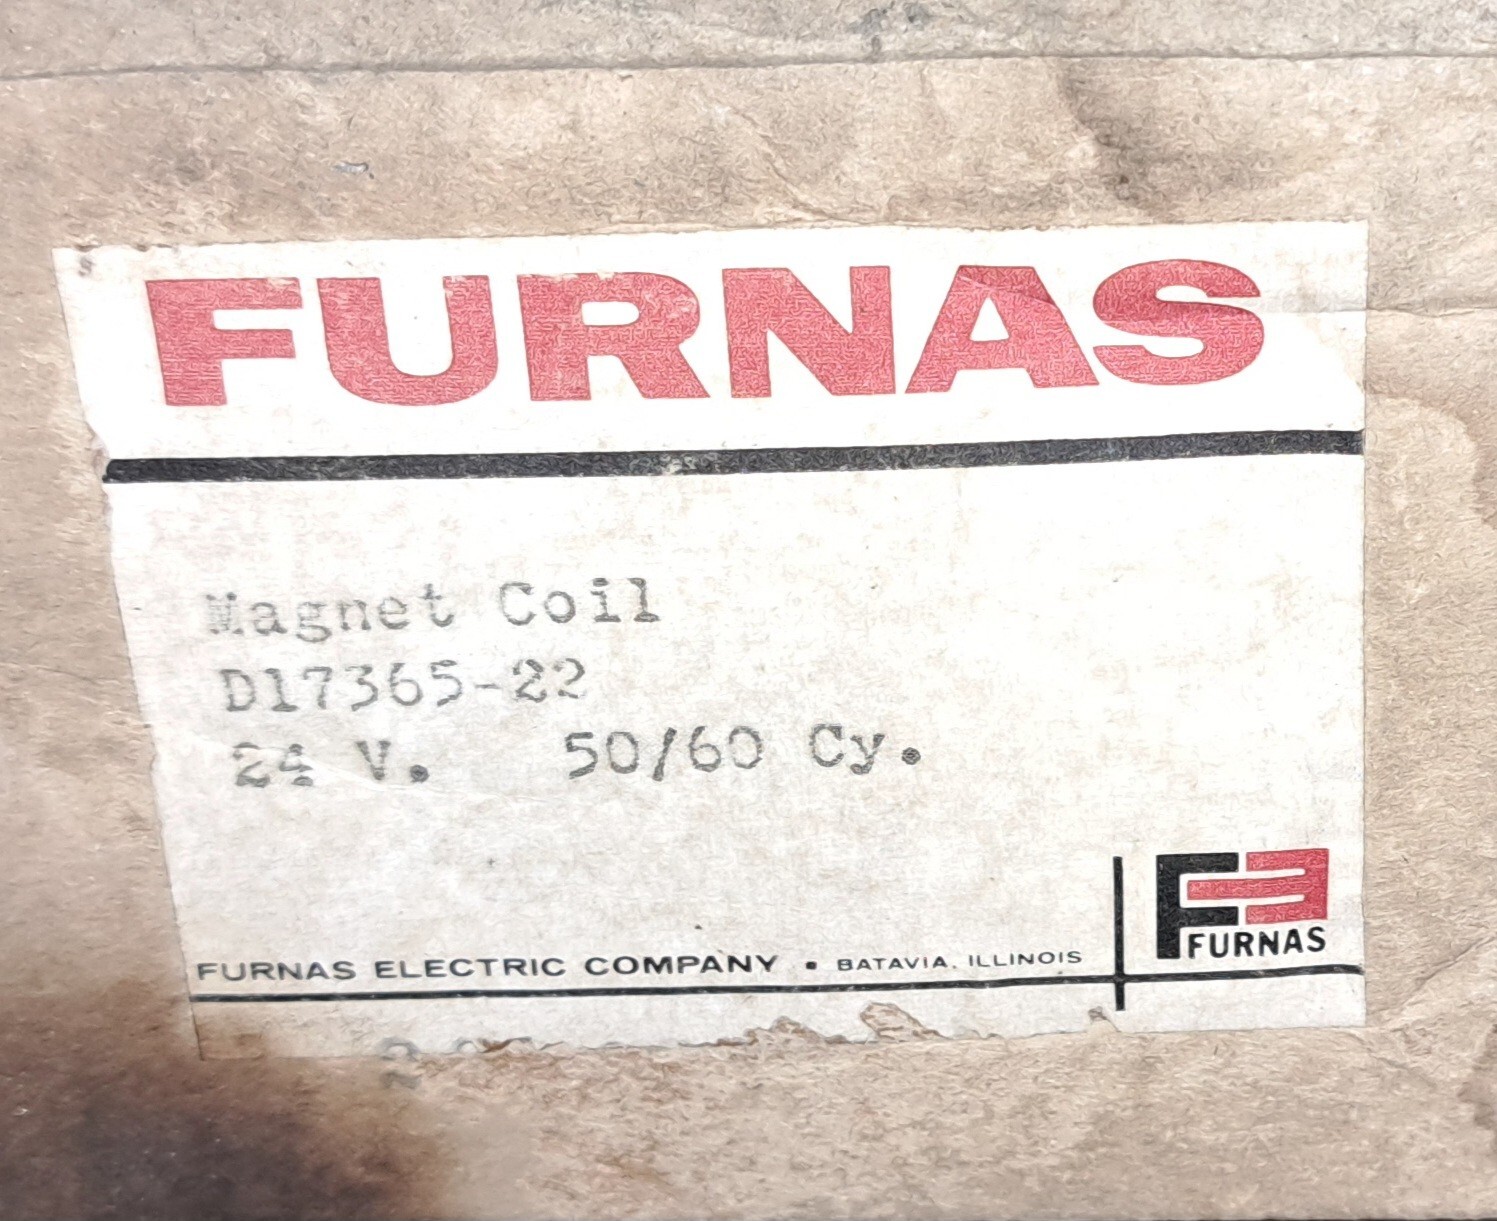 FURNAS
Magnet Coil
D17365-22
24 V. 50/60 Cy.
FURNAS ELECTRIC COMPANY • BATAVIA, ILLINOIS
FURNAS